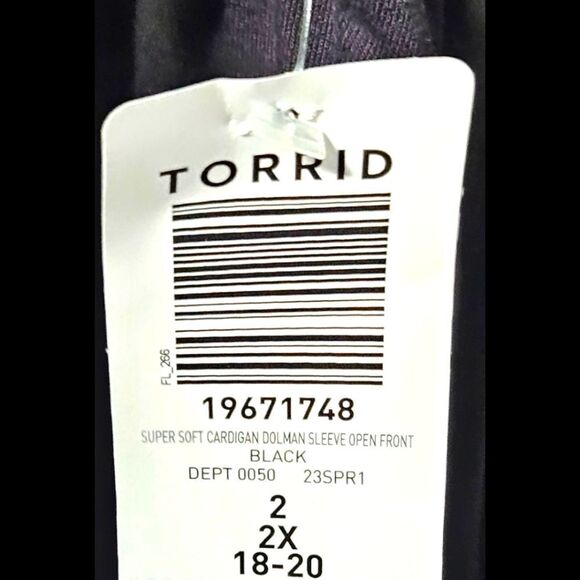 TORRID
FL_266
19671748
SUPER SOFT CARDIGAN DOLMAN SLEEVE OPEN FRONT
BLACK
DEPT 0050 23SPR1
2
2X
18-20